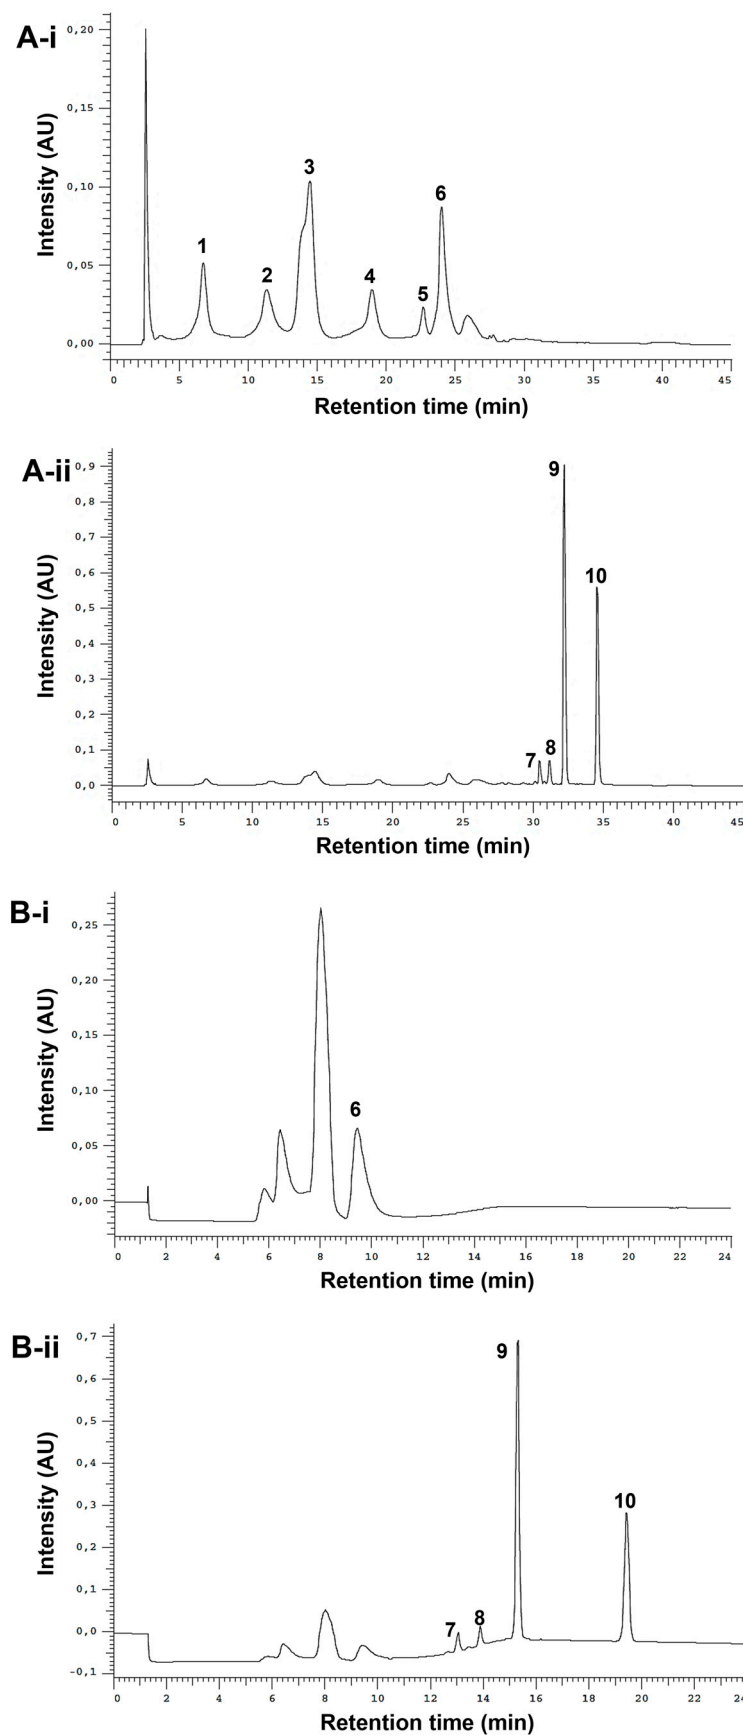 A-i
Intensity (AU)
0,20
0,15
0,10
0,05
0,00
1
2
3
4
5
6
0 5 10 15 20 25 30 35 40 45
Retention time (min)
A-ii
Intensity (AU)
0,9
0,8
0,7
0,6
0,5
0,4
0,3
0,2
0,1
0,0
7
8
9
10
0 5 10 15 20 25 30 35 40 45
Retention time (min)
B-i
Intensity (AU)
0,25
0,20
0,15
0,10
0,05
0,00
6
0 2 4 6 8 10 12 14 16 18 20 22 24
Retention time (min)
B-ii
Intensity (AU)
0,7
0,6
0,5
0,4
0,3
0,2
0,1
0,0
-0,1
7
8
9
10
0 2 4 6 8 10 12 14 16 18 20 22 24
Retention time (min)